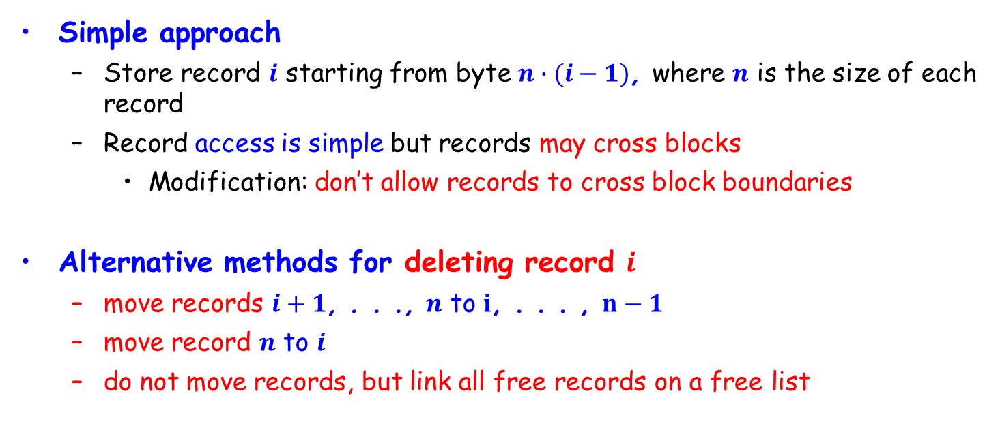 • Simple approach
– Store record i starting from byte n · (i − 1), where n is the size of each
record
– Record access is simple but records may cross blocks
• Modification: don’t allow records to cross block boundaries
• Alternative methods for deleting record i
– move records i + 1, . . ., n to i, . . . , n − 1
– move record n to i
– do not move records, but link all free records on a free list